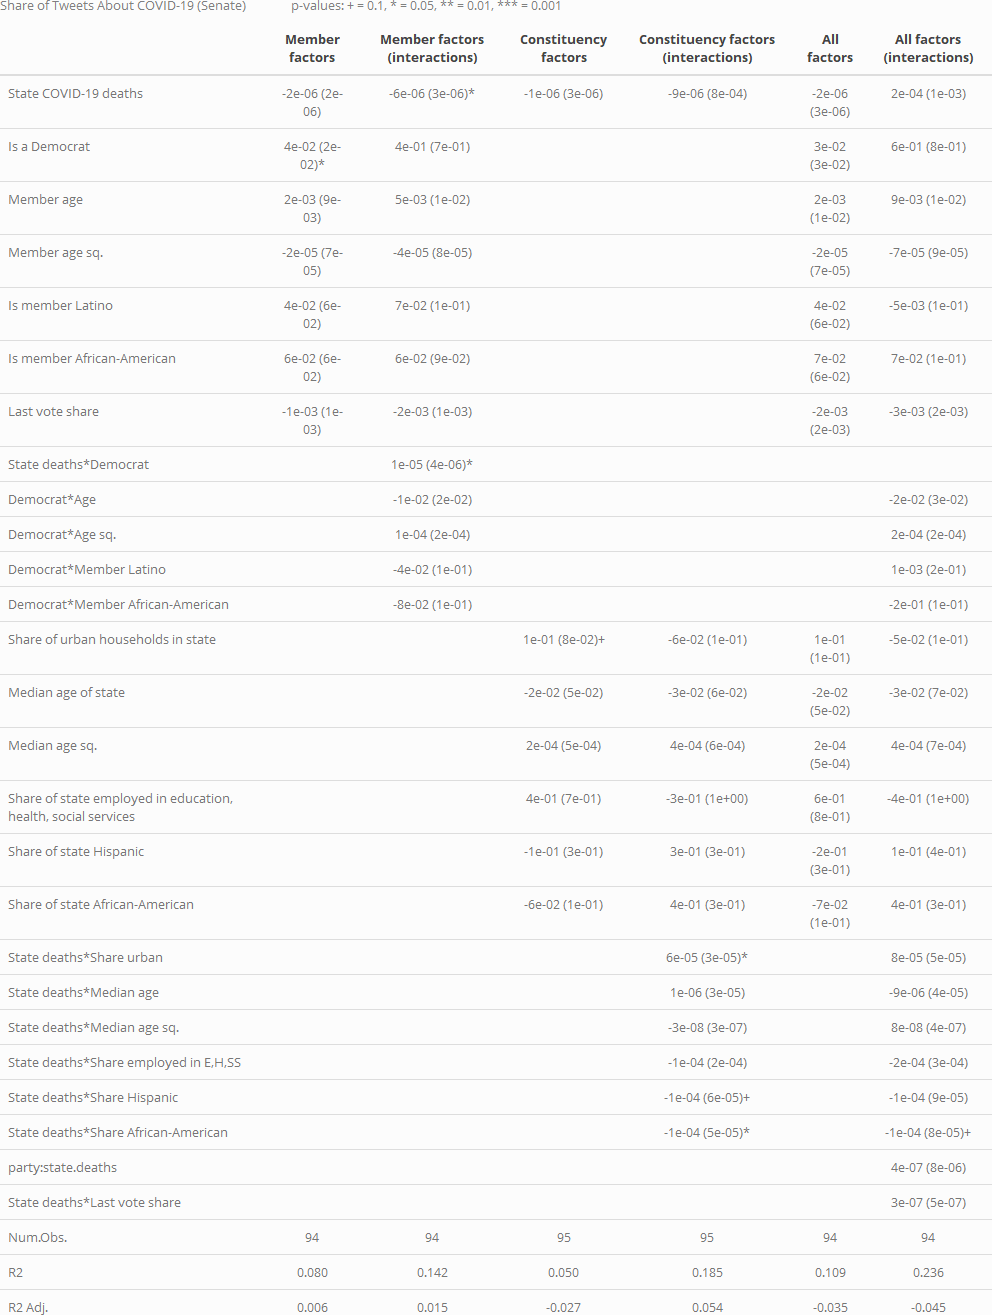 Share of Tweets About COVID-19 (Senate) p-values: + = 0.1, * = 0.05, ** = 0.01, *** = 0.001
Member factors Member factors (interactions) Constituency factors Constituency factors (interactions) All factors All factors (interactions)
State COVID-19 deaths -2e-06 (2e-06) -6e-06 (3e-06)* -1e-06 (3e-06) -9e-06 (8e-04) -2e-06 (3e-06) 2e-04 (1e-03)
Is a Democrat 4e-02 (2e-02)* 4e-01 (7e-01) 3e-02 (3e-02) 6e-01 (8e-01)
Member age 2e-03 (9e-03) 5e-03 (1e-02) 2e-03 (1e-02) 9e-03 (1e-02)
Member age sq. -2e-05 (7e-05) -4e-05 (8e-05) -2e-05 (7e-05) -7e-05 (9e-05)
Is member Latino 4e-02 (6e-02) 7e-02 (1e-01) 4e-02 (6e-02) -5e-03 (1e-01)
Is member African-American 6e-02 (6e-02) 6e-02 (9e-02) 7e-02 (6e-02) 7e-02 (1e-01)
Last vote share -1e-03 (1e-03) -2e-03 (1e-03) -2e-03 (2e-03) -3e-03 (2e-03)
State deaths*Democrat 1e-05 (4e-06)*
Democrat*Age -1e-02 (2e-02) -2e-02 (3e-02)
Democrat*Age sq. 1e-04 (2e-04) 2e-04 (2e-04)
Democrat*Member Latino -4e-02 (1e-01) 1e-03 (2e-01)
Democrat*Member African-American -8e-02 (1e-01) -2e-01 (1e-01)
Share of urban households in state 1e-01 (8e-02)+ -6e-02 (1e-01) 1e-01 (1e-01) -5e-02 (1e-01)
Median age of state -2e-02 (5e-02) -3e-02 (6e-02) -2e-02 (5e-02) -3e-02 (7e-02)
Median age sq. 2e-04 (5e-04) 4e-04 (6e-04) 2e-04 (5e-04) 4e-04 (7e-04)
Share of state employed in education, health, social services 4e-01 (7e-01) -3e-01 (1e+00) 6e-01 (8e-01) -4e-01 (1e+00)
Share of state Hispanic -1e-01 (3e-01) 3e-01 (3e-01) -2e-01 (3e-01) 1e-01 (4e-01)
Share of state African-American -6e-02 (1e-01) 4e-01 (3e-01) -7e-02 (1e-01) 4e-01 (3e-01)
State deaths*Share urban 6e-05 (3e-05)* 8e-05 (5e-05)
State deaths*Median age 1e-06 (3e-05) -9e-06 (4e-05)
State deaths*Median age sq. -3e-08 (3e-07) 8e-08 (4e-07)
State deaths*Share employed in E,H,SS -1e-04 (2e-04) -2e-04 (3e-04)
State deaths*Share Hispanic -1e-04 (6e-05)+ -1e-04 (9e-05)
State deaths*Share African-American -1e-04 (5e-05)* -1e-04 (8e-05)+
party:state.deaths 4e-07 (8e-06)
State deaths*Last vote share 3e-07 (5e-07)
Num.Obs. 94 94 95 95 94 94
R2 0.080 0.142 0.050 0.185 0.109 0.236
R2 Adj. 0.006 0.015 -0.027 0.054 -0.035 -0.045